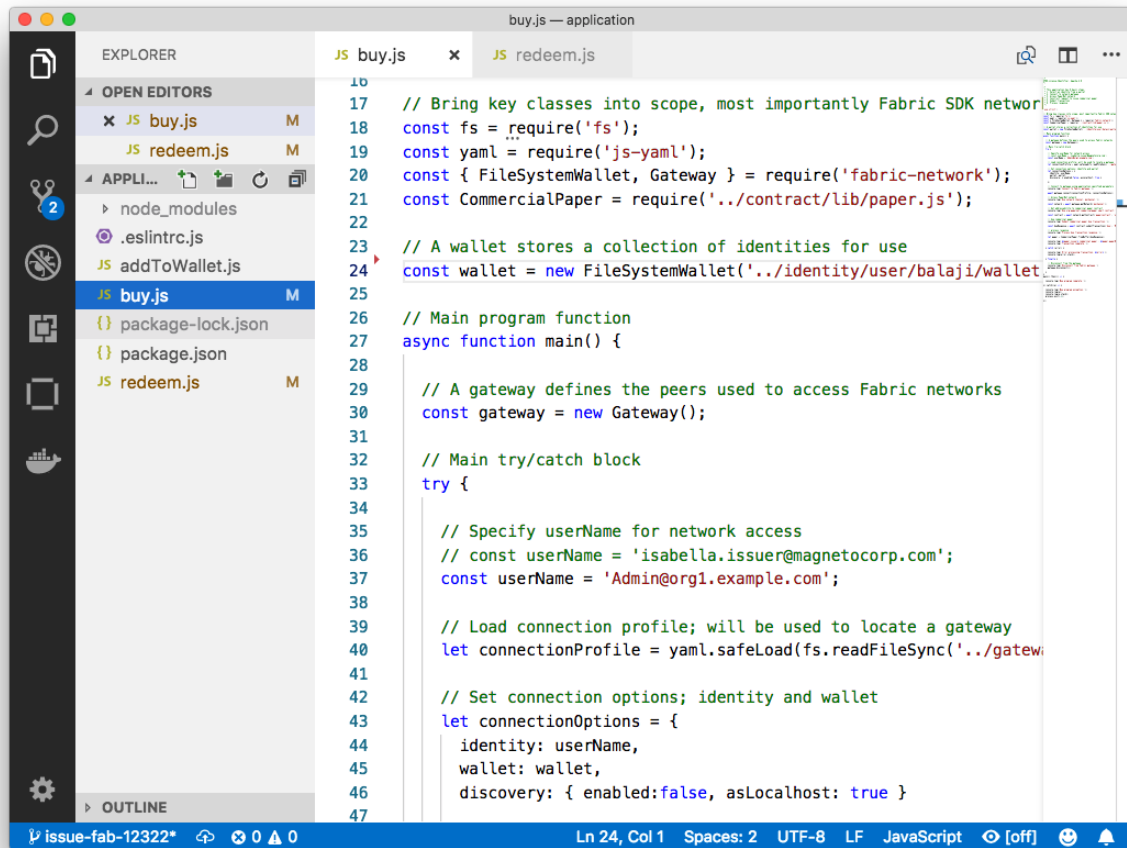 buy.js — application
EXPLORER
JS buy.js
JS redeem.js
OPEN EDITORS
JS buy.js M
JS redeem.js M
APPLI...
node_modules
.eslintrc.js
JS addToWallet.js
JS buy.js M
{} package-lock.json
{} package.json
JS redeem.js M
OUTLINE
2
16
17 // Bring key classes into scope, most importantly Fabric SDK networ
18 const fs = require('fs');
19 const yaml = require('js-yaml');
20 const { FileSystemWallet, Gateway } = require('fabric-network');
21 const CommercialPaper = require('../contract/lib/paper.js');
22
23 // A wallet stores a collection of identities for use
24 const wallet = new FileSystemWallet('../identity/user/balaji/wallet
25
26 // Main program function
27 async function main() {
28
29 // A gateway defines the peers used to access Fabric networks
30 const gateway = new Gateway();
31
32 // Main try/catch block
33 try {
34
35 // Specify userName for network access
36 // const userName = 'isabella.issuer@magnetocorp.com';
37 const userName = 'Admin@org1.example.com';
38
39 // Load connection profile; will be used to locate a gateway
40 let connectionProfile = yaml.safeLoad(fs.readFileSync('../gatewa
41
42 // Set connection options; identity and wallet
43 let connectionOptions = {
44 identity: userName,
45 wallet: wallet,
46 discovery: { enabled:false, asLocalhost: true }
47
issue-fab-12322* 0 0 Ln 24, Col 1 Spaces: 2 UTF-8 LF JavaScript [off]